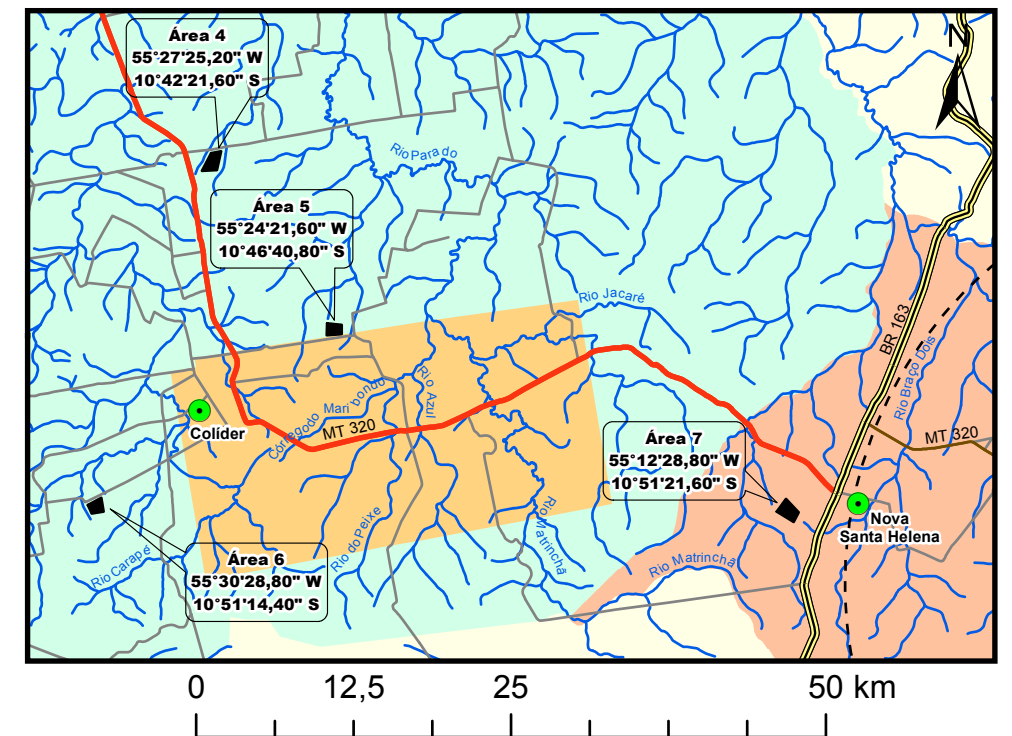 Área 4
55°27'25,20" W
10°42'21,60" S
N
Rio Parado
Área 5
55°24'21,60" W
10°46'40,80" S
Rio Jacaré
BR 163
Rio Braço Dois
Rio Azul
Córrego do Maribondo
MT 320
Colíder
MT 320
Área 7
55°12'28,80" W
10°51'21,60" S
Nova
Santa Helena
Rio do Peixe
Rio Matrinchã
Rio Matrinchã
Rio Carapé
Área 6
55°30'28,80" W
10°51'14,40" S
0 12,5 25 50 km